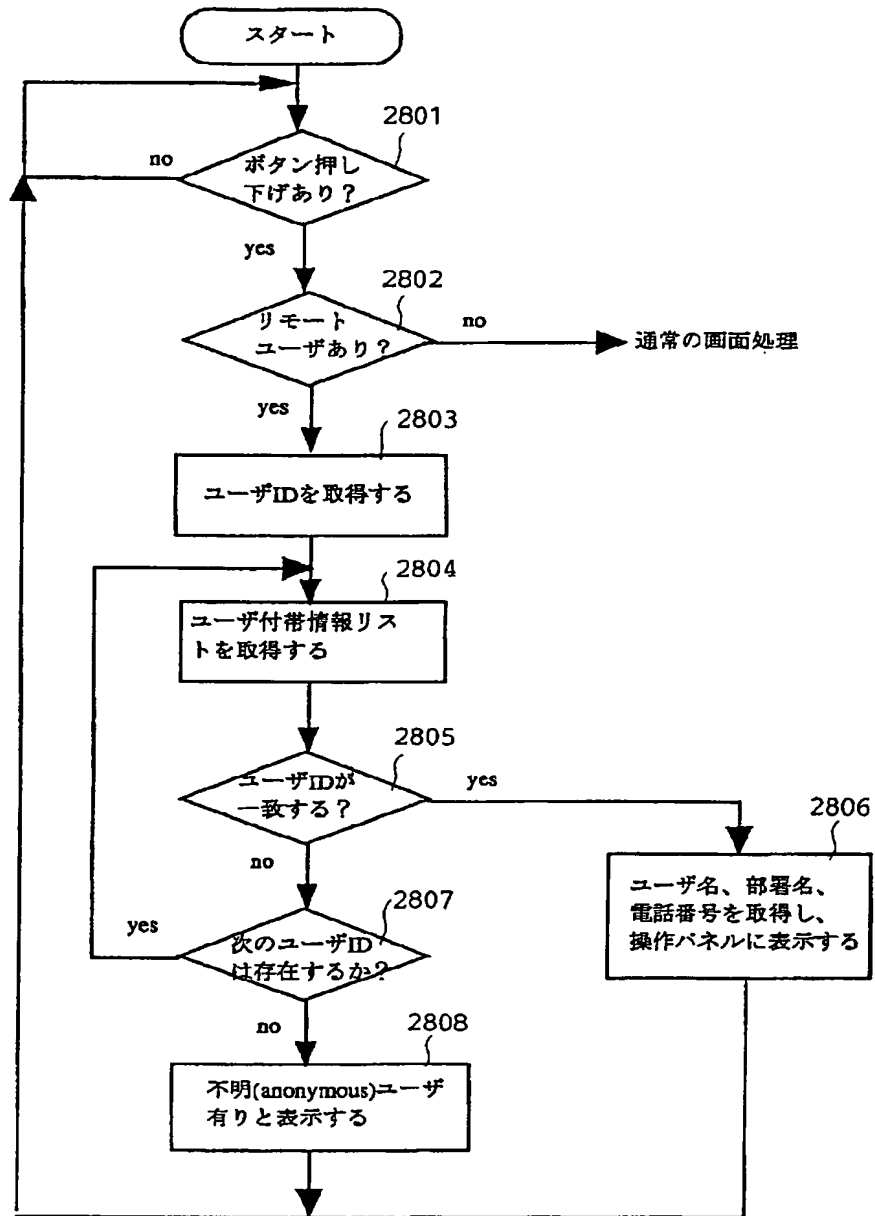 スタート
2801
no
ボタン押し
下げあり？
yes
2802
リモート
ユーザあり？
no
通常の画面処理
yes
2803
ユーザIDを取得する
2804
ユーザ付帯情報リス
トを取得する
2805
ユーザIDが
一致する？
yes
2806
no
ユーザ名、部署名、
電話番号を取得し、
操作パネルに表示する
2807
yes
次のユーザID
は存在するか？
no
2808
不明(anonymous)ユーザ
有りと表示する